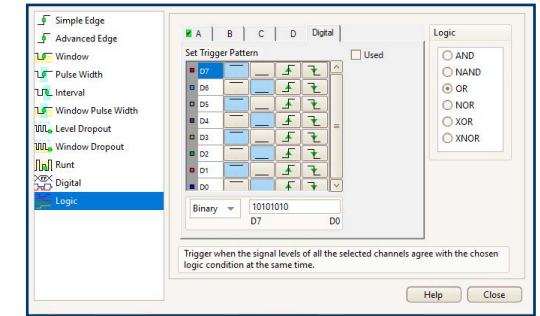 Simple Edge
Advanced Edge
Window
Pulse Width
Interval
Window Pulse Width
Level Dropout
Window Dropout
Runt
Digital
Logic
A B C D Digital
Set Trigger Pattern
Used
D7
D6
D5
D4
D3
D2
D1
D0
Binary 10101010
D7 D0
Logic
AND
NAND
OR
NOR
XOR
XNOR
Trigger when the signal levels of all the selected channels agree with the chosen
logic condition at the same time.
Help Close